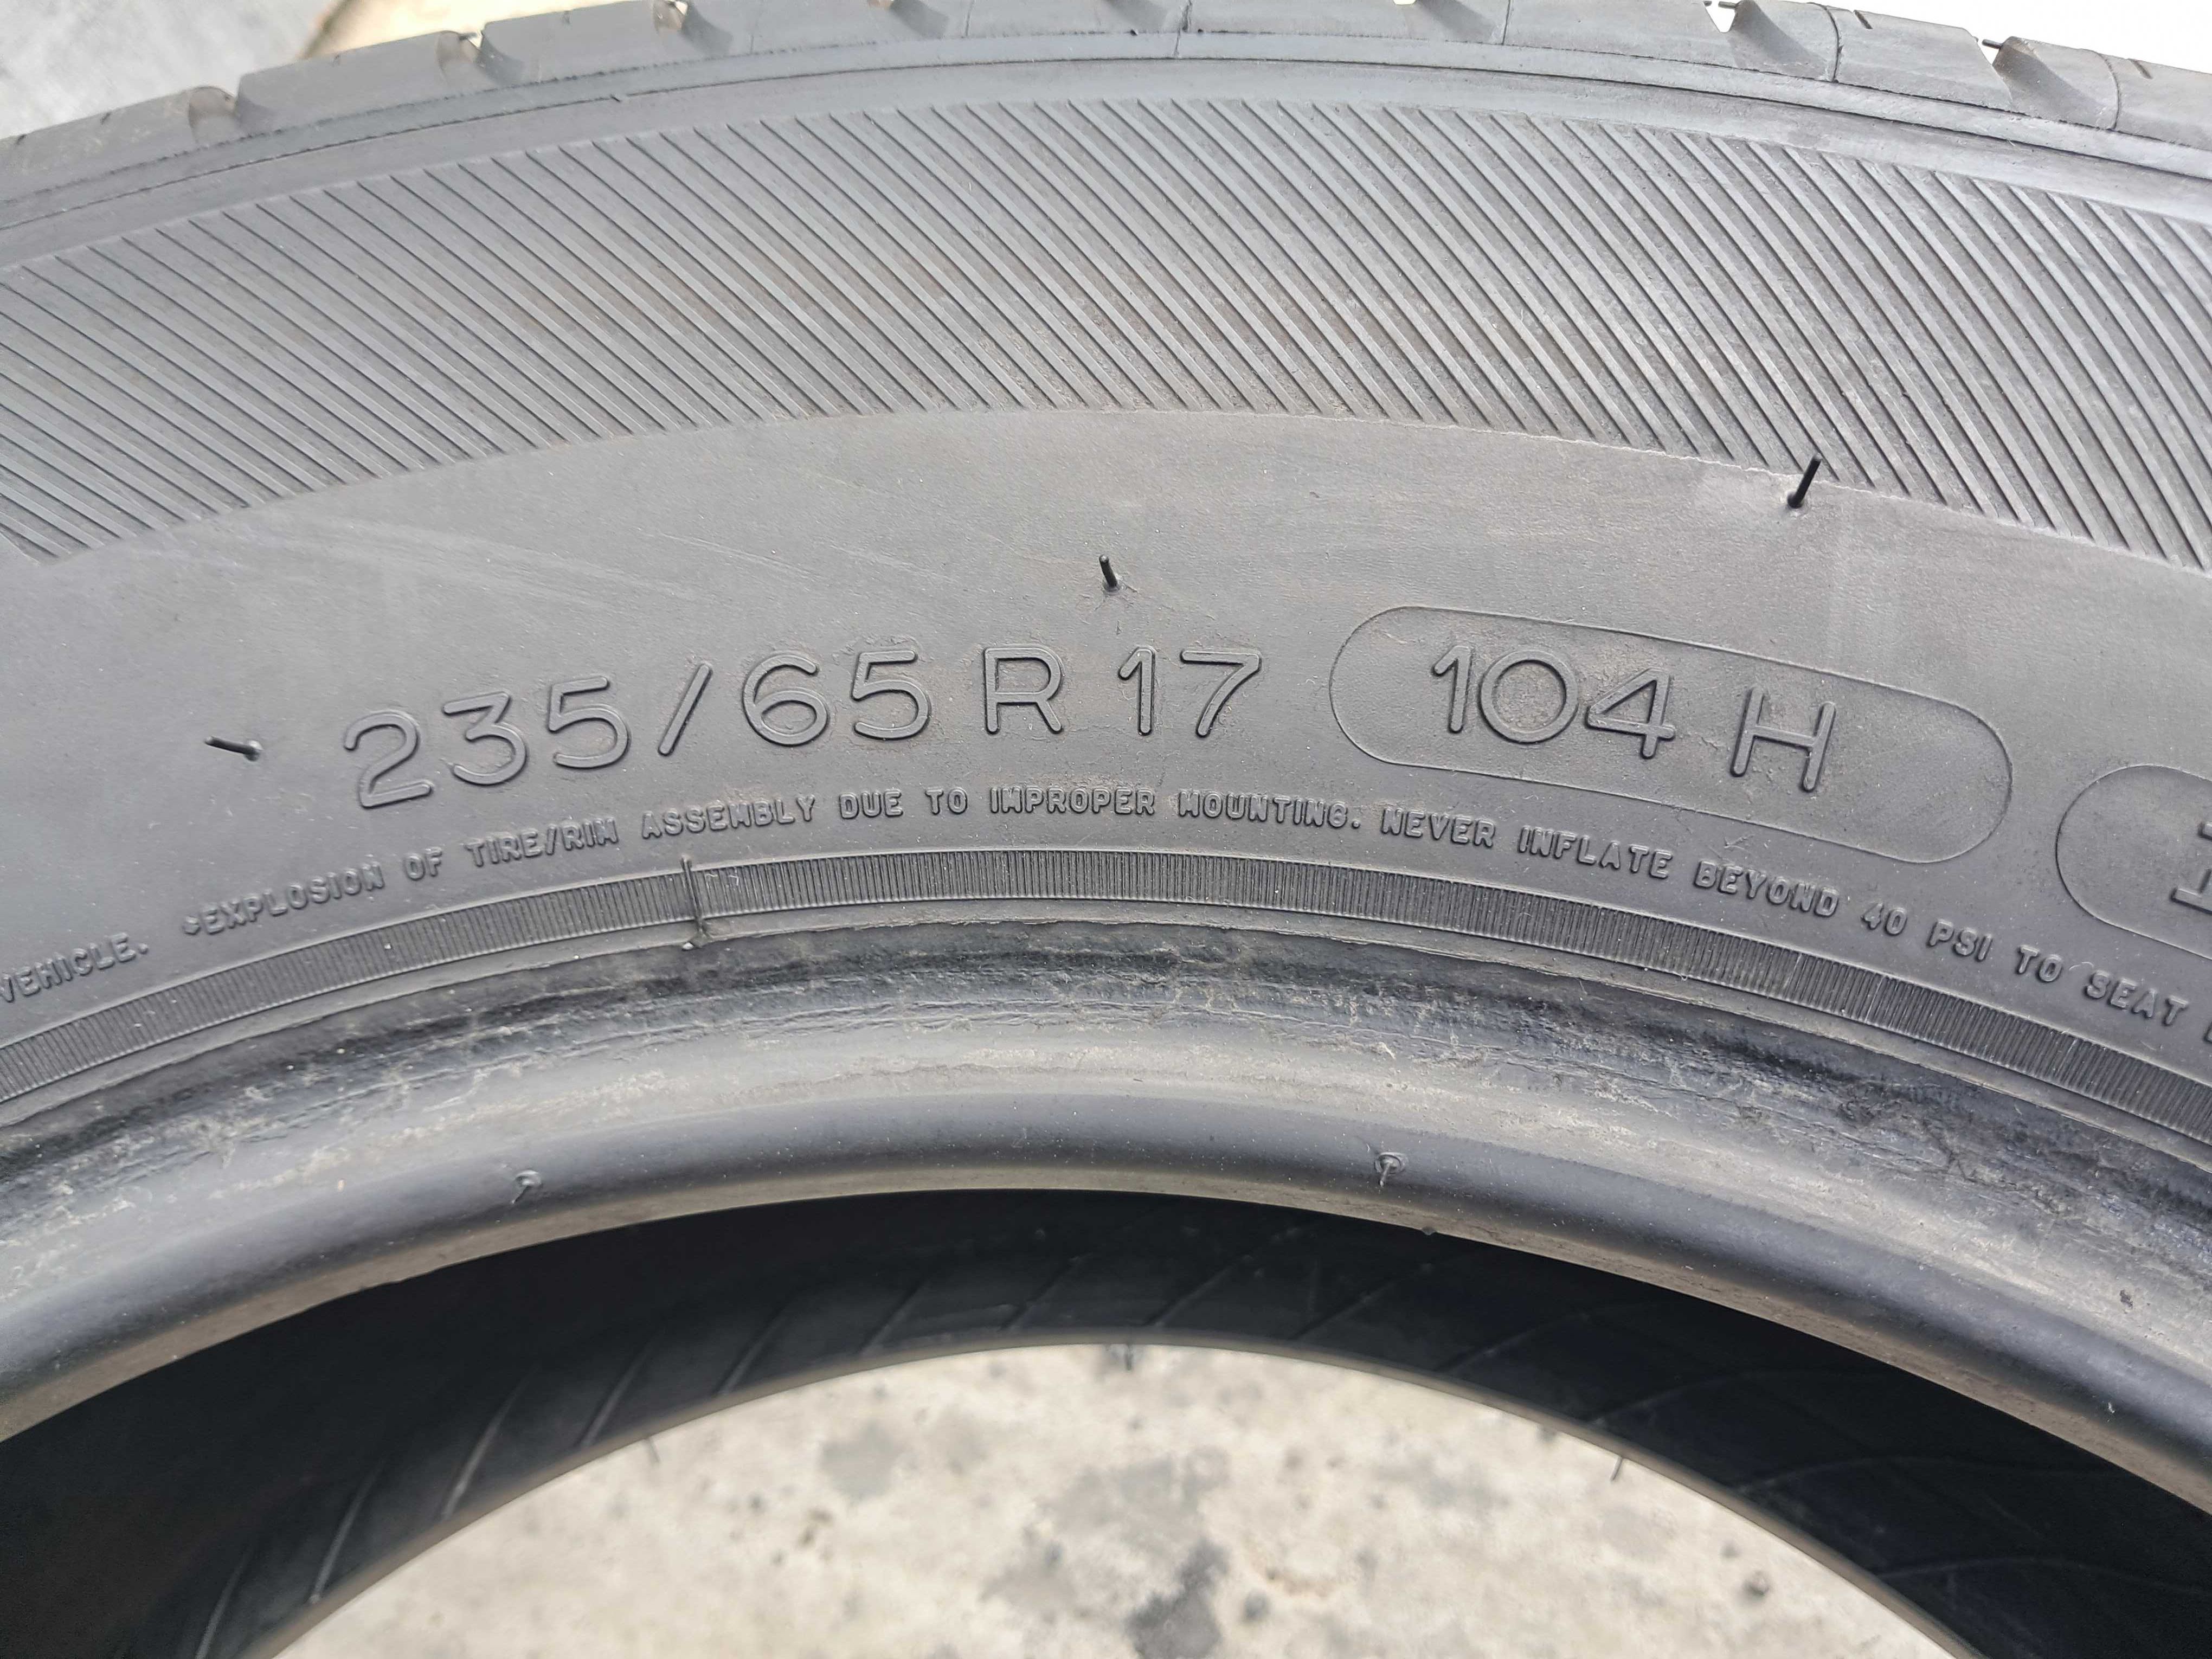 235/65 R 17 104 H
VEHICLE. *EXPLOSION OF TIRE/RIM ASSEMBLY DUE TO IMPROPER MOUNTING. NEVER INFLATE BEYOND 40 PSI TO SEAT